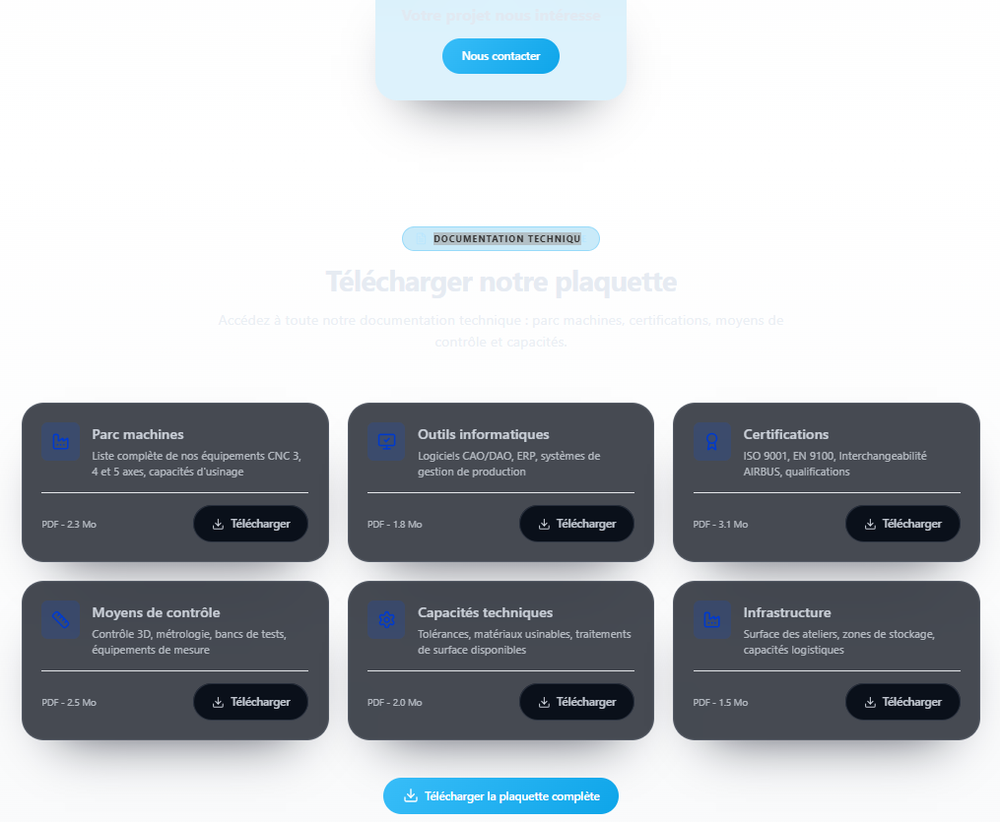 Votre projet nous intéresse
Nous contacter
DOCUMENTATION TECHNIQU
Télécharger notre plaquette
Accédez à toute notre documentation technique : parc machines, certifications, moyens de
contrôle et capacités.
Parc machines
Liste complète de nos équipements CNC 3,
4 et 5 axes, capacités d'usinage
PDF - 2.3 Mo
Télécharger
Outils informatiques
Logiciels CAO/DAO, ERP, systèmes de
gestion de production
PDF - 1.8 Mo
Télécharger
Certifications
ISO 9001, EN 9100, Interchangeabilité
AIRBUS, qualifications
PDF - 3.1 Mo
Télécharger
Moyens de contrôle
Contrôle 3D, métrologie, bancs de tests,
équipements de mesure
PDF - 2.5 Mo
Télécharger
Capacités techniques
Tolérances, matériaux usinables, traitements
de surface disponibles
PDF - 2.0 Mo
Télécharger
Infrastructure
Surface des ateliers, zones de stockage,
capacités logistiques
PDF - 1.5 Mo
Télécharger
Télécharger la plaquette complète